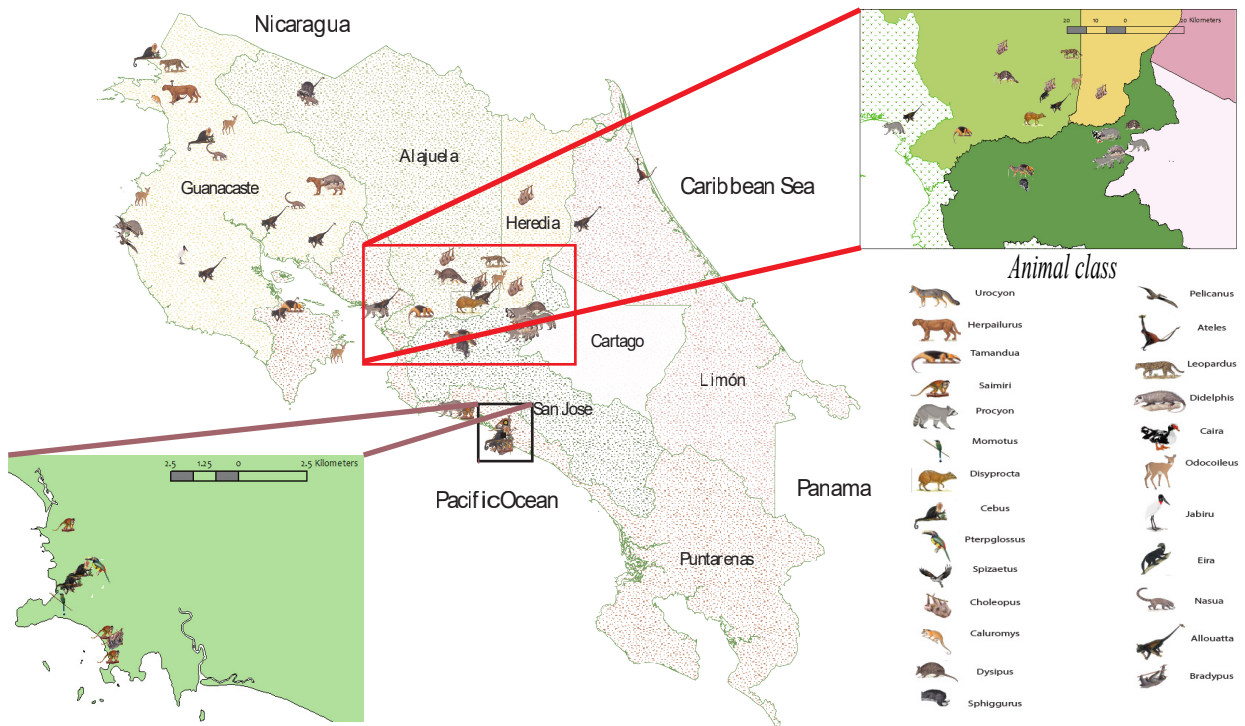 Nicaragua
Alajuela
Guanacaste
Heredia
Caribbean Sea
Cartago
Limón
San Jose
PacificOcean
Panama
Puntarenas
20 10 0 20 Kilometers
2.5 1.25 0 2.5 Kilometers
Animal class
Urocyon
Herpailurus
Tamandua
Saimiri
Procyon
Momotus
Disyprocta
Cebus
Pterpglossus
Spizaetus
Choleopus
Caluromys
Dysipus
Sphiggurus
Pelicanus
Ateles
Leopardus
Didelphis
Caira
Odocoileus
Jabiru
Eira
Nasua
Allouatta
Bradypus